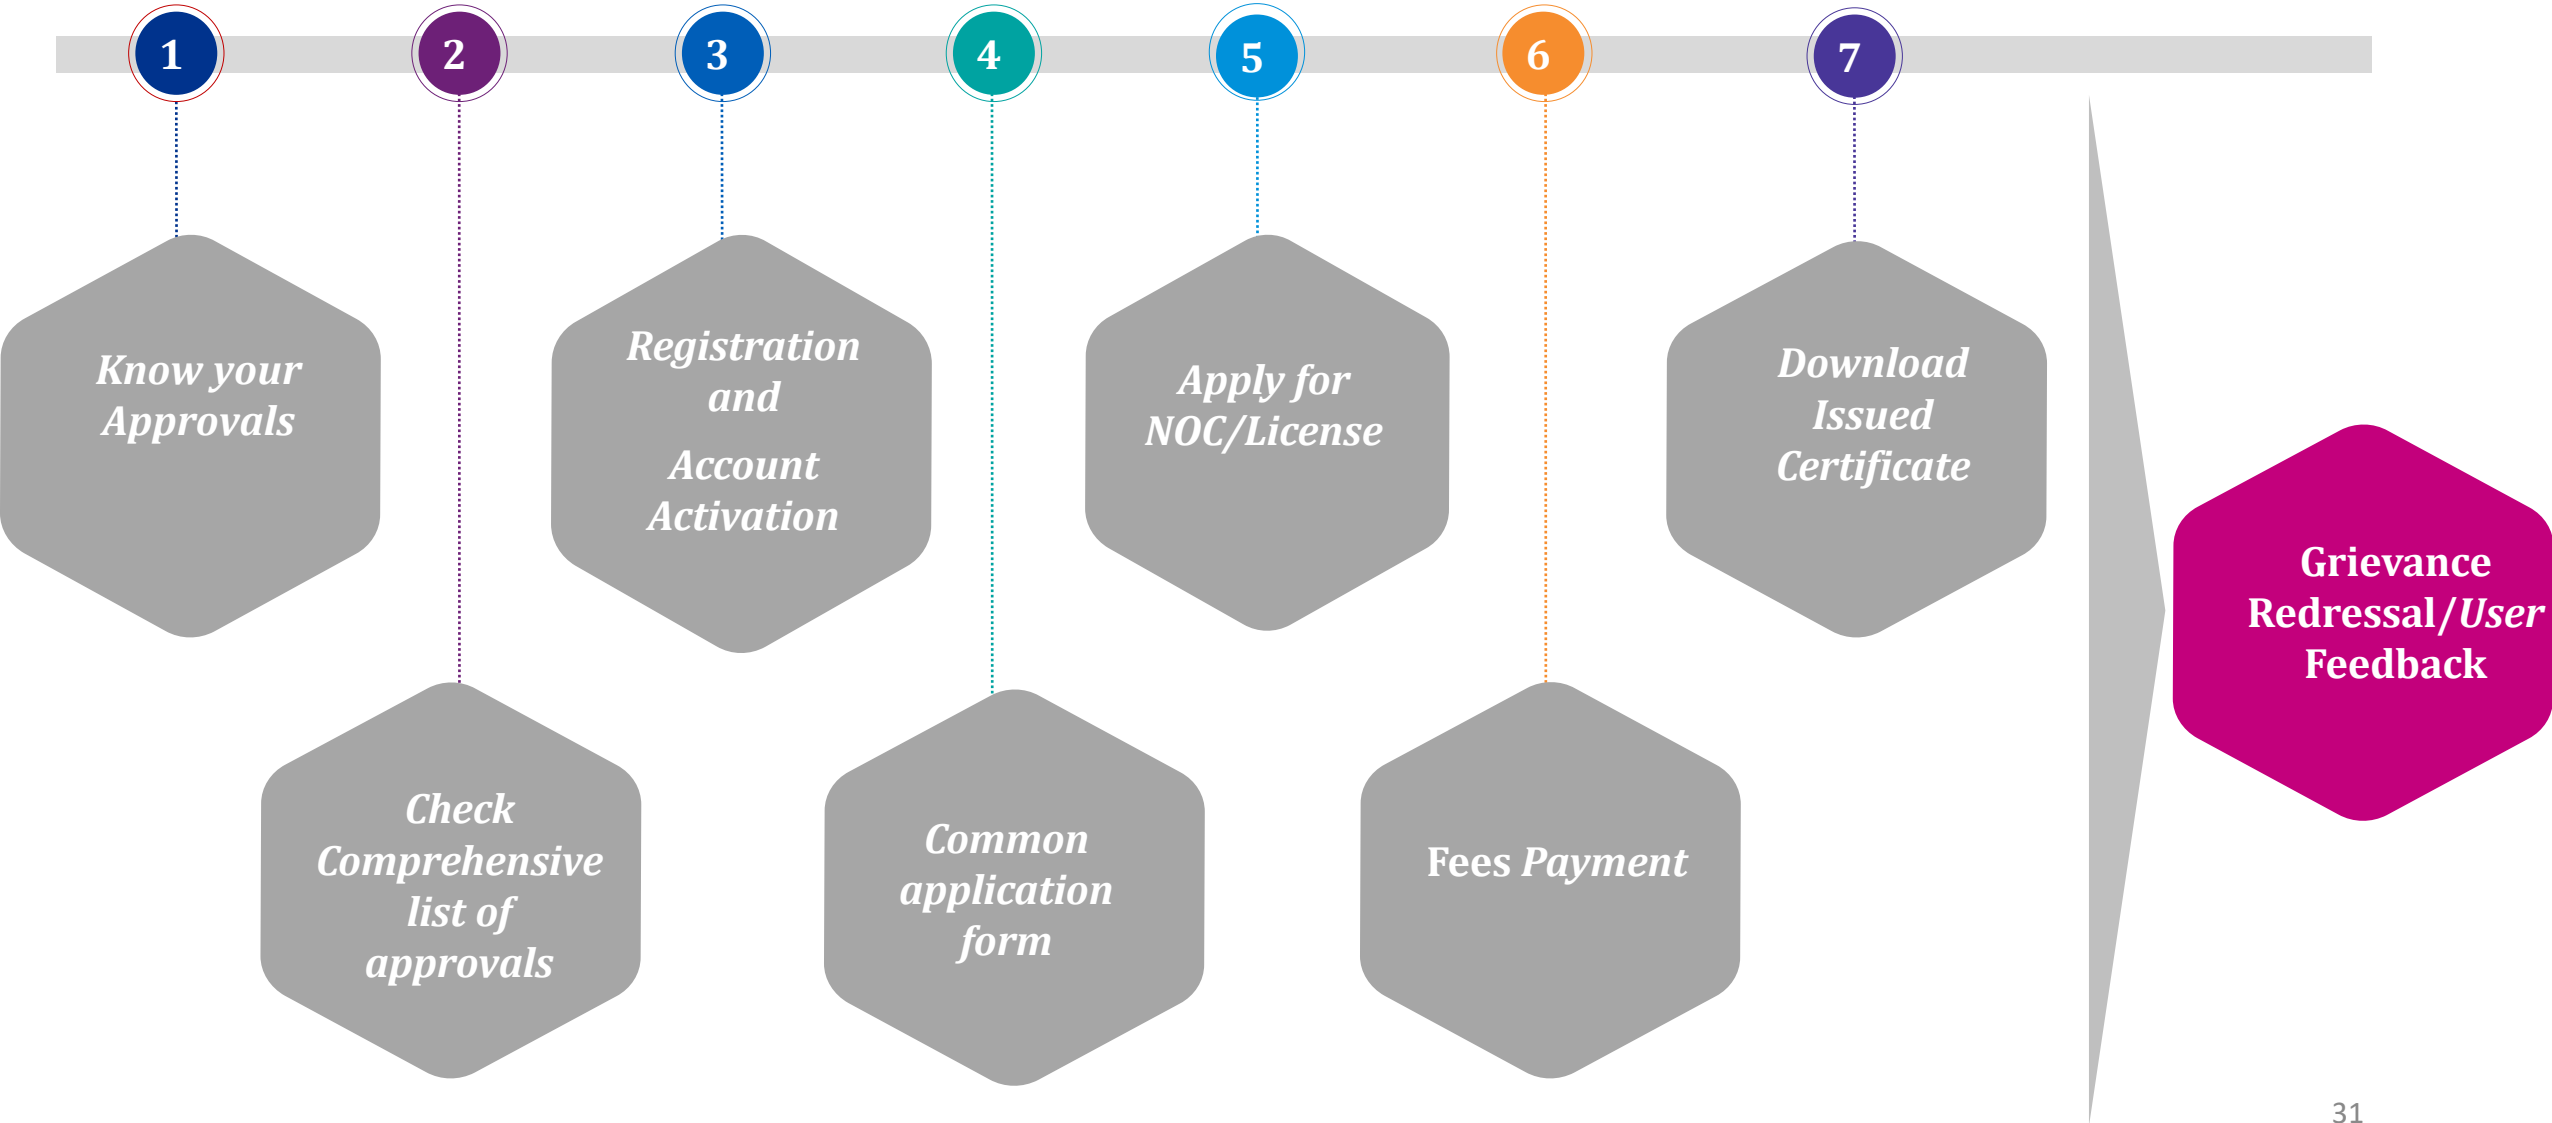 1
2
3
4
5
6
7
Know your
Approvals
Check
Comprehensive
list of
approvals
Registration
and
Account
Activation
Common
application
form
Apply for
NOC/License
Fees Payment
Download
Issued
Certificate
Grievance
Redressal/User
Feedback
31